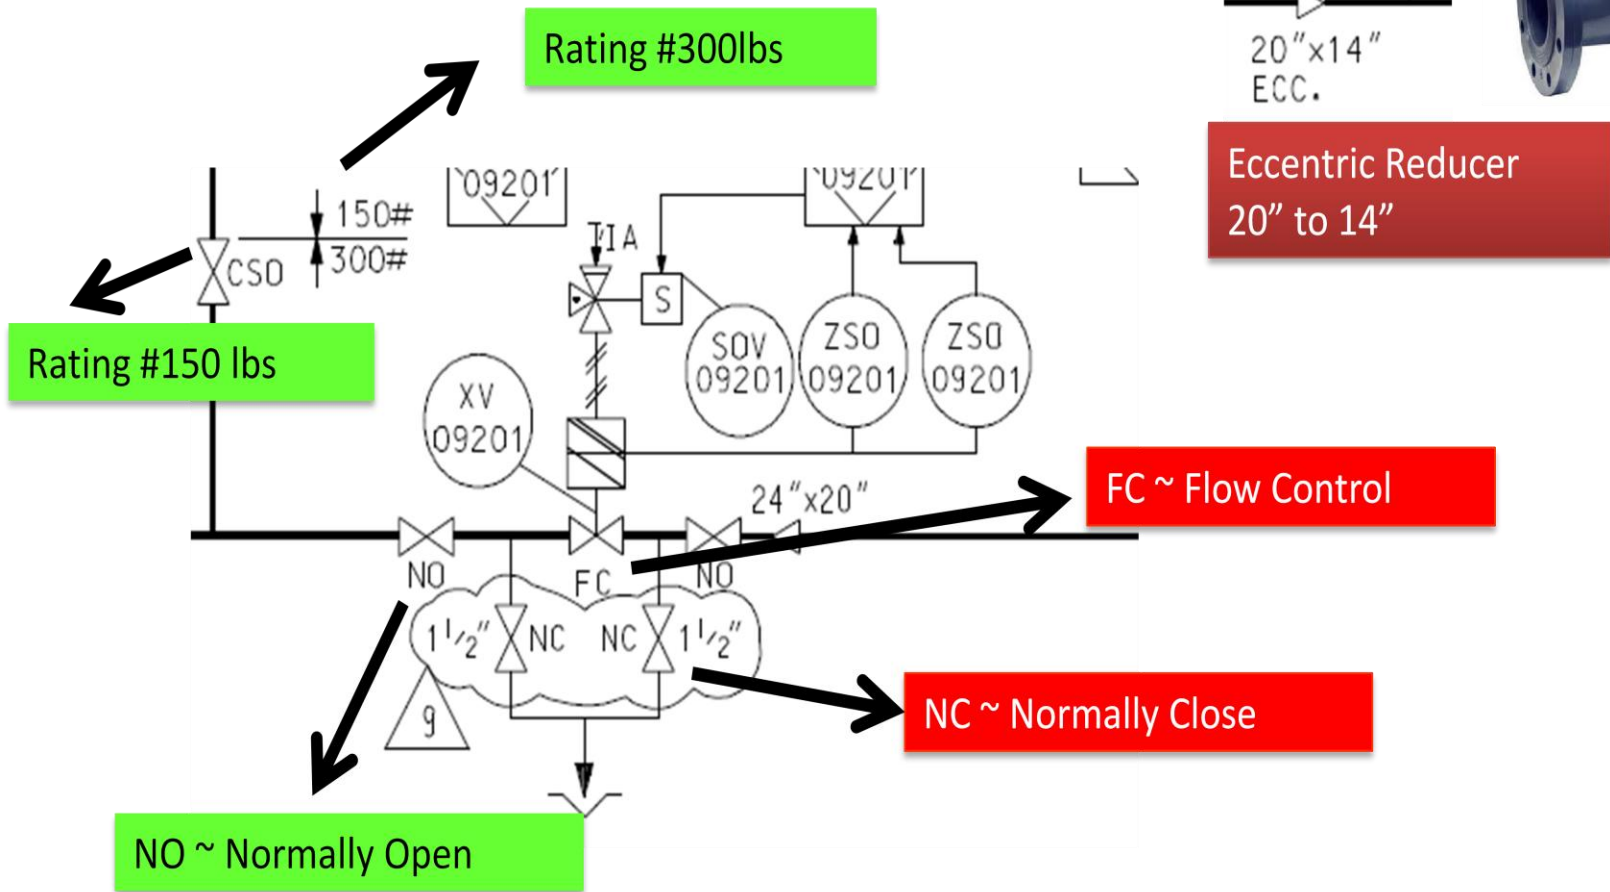 Rating #300lbs
20"x14"
ECC.
Eccentric Reducer
20” to 14”
09201
09201
150#
300#
CSO
TIA
S
SOV
09201
ZSO
09201
ZSO
09201
Rating #150 lbs
XV
09201
FC ~ Flow Control
24"x20"
NO
FC
NO
1 1/2"
NC
NC
1 1/2"
9
NC ~ Normally Close
NO ~ Normally Open